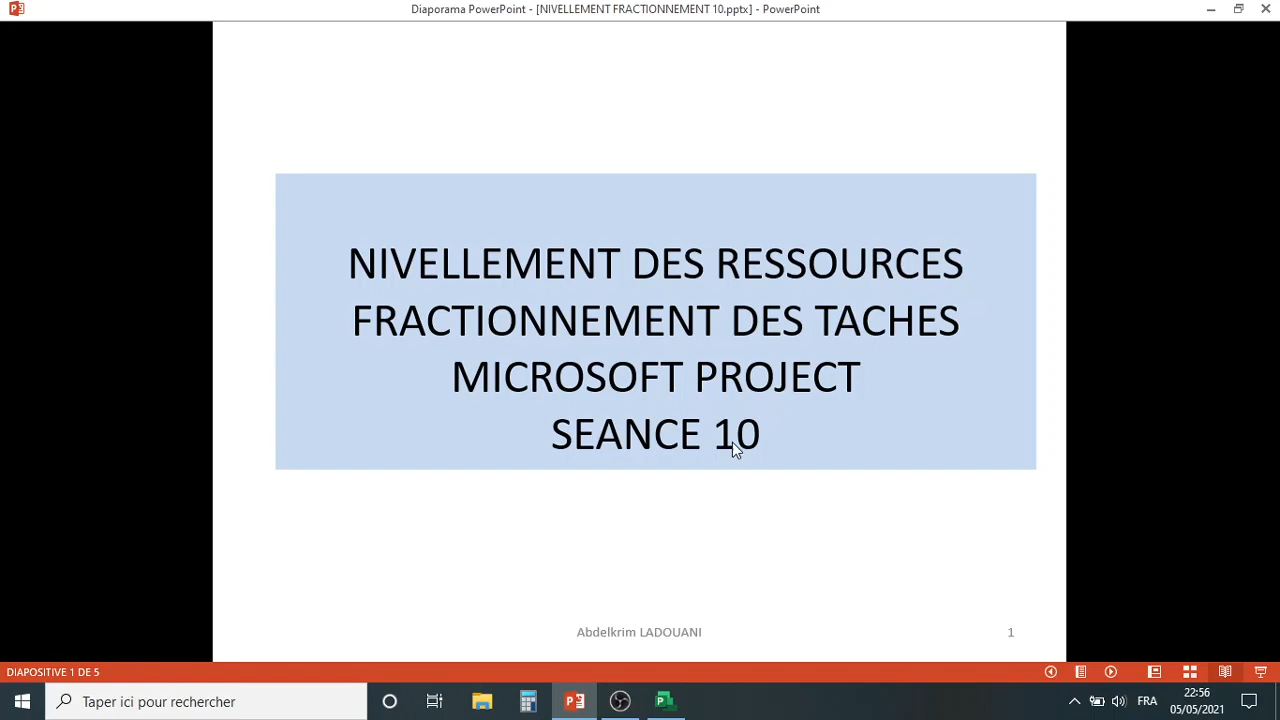 Diaporama PowerPoint - [NIVELLEMENT FRACTIONNEMENT 10.pptx] - PowerPoint
NIVELLEMENT DES RESSOURCES
FRACTIONNEMENT DES TACHES
MICROSOFT PROJECT
SEANCE 10
Abdelkrim LADOUANI
1
DIAPOSITIVE 1 DE 5
Taper ici pour rechercher
FRA
22:56
05/05/2021